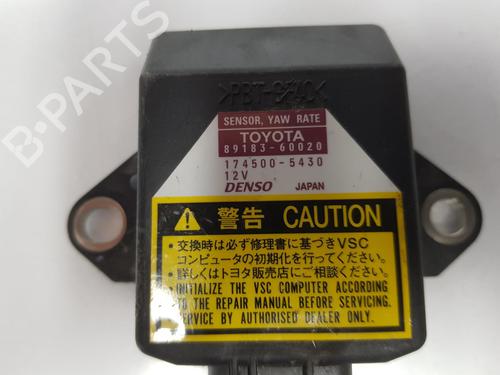 >PBT-GF40<
SENSOR, YAW RATE
TOYOTA
89183-60020
174500-5430
12V
DENSO JAPAN
警告 CAUTION
•交換時は必ず修理書に基づきVSC
コンピュータの初期化を行ってください。
•詳しくはトヨタ販売店にご相談ください。
•INITIALIZE THE VSC COMPUTER ACCORDING
TO THE REPAIR MANUAL BEFORE SERVICING.
SERVICE BY AUTHORISED DEALER ONLY.
B-PARTS